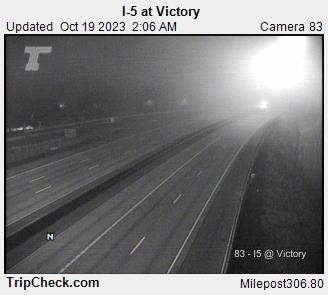 I-5 at Victory
Updated Oct 19 2023 2:06 AM Camera 83
T
N
83 - I5 @ Victory
TripCheck.com Milepost306.80